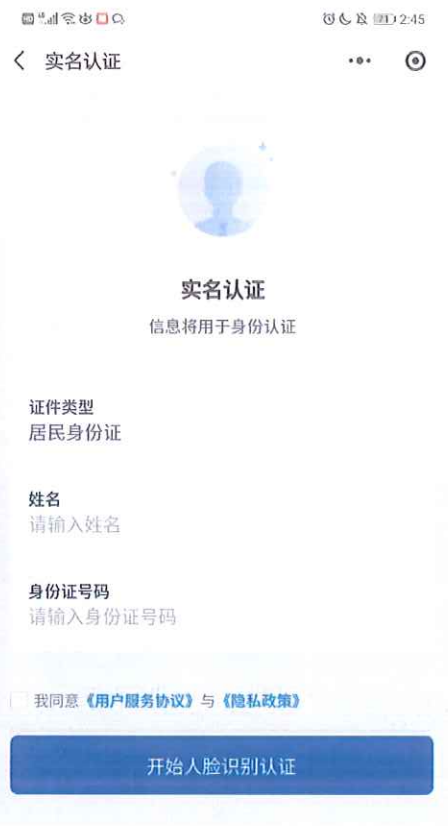 2:45
实名认证
实名认证
信息将用于身份认证
证件类型
居民身份证
姓名
请输入姓名
身份证号码
请输入身份证号码
我同意《用户服务协议》与《隐私政策》
开始人脸识别认证